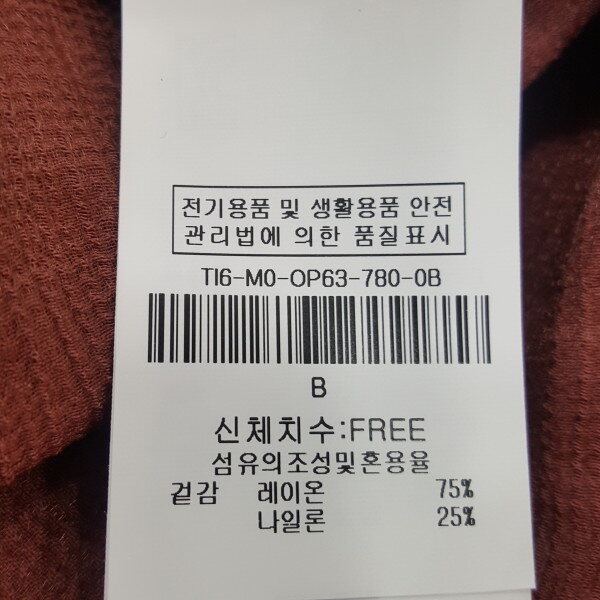 전기용품 및 생활용품 안전
관리법에 의한 품질표시
TI6-M0-OP63-780-0B
B
신체치수:FREE
섬유의조성및혼용율
겉감 레이온 75%
나일론 25%